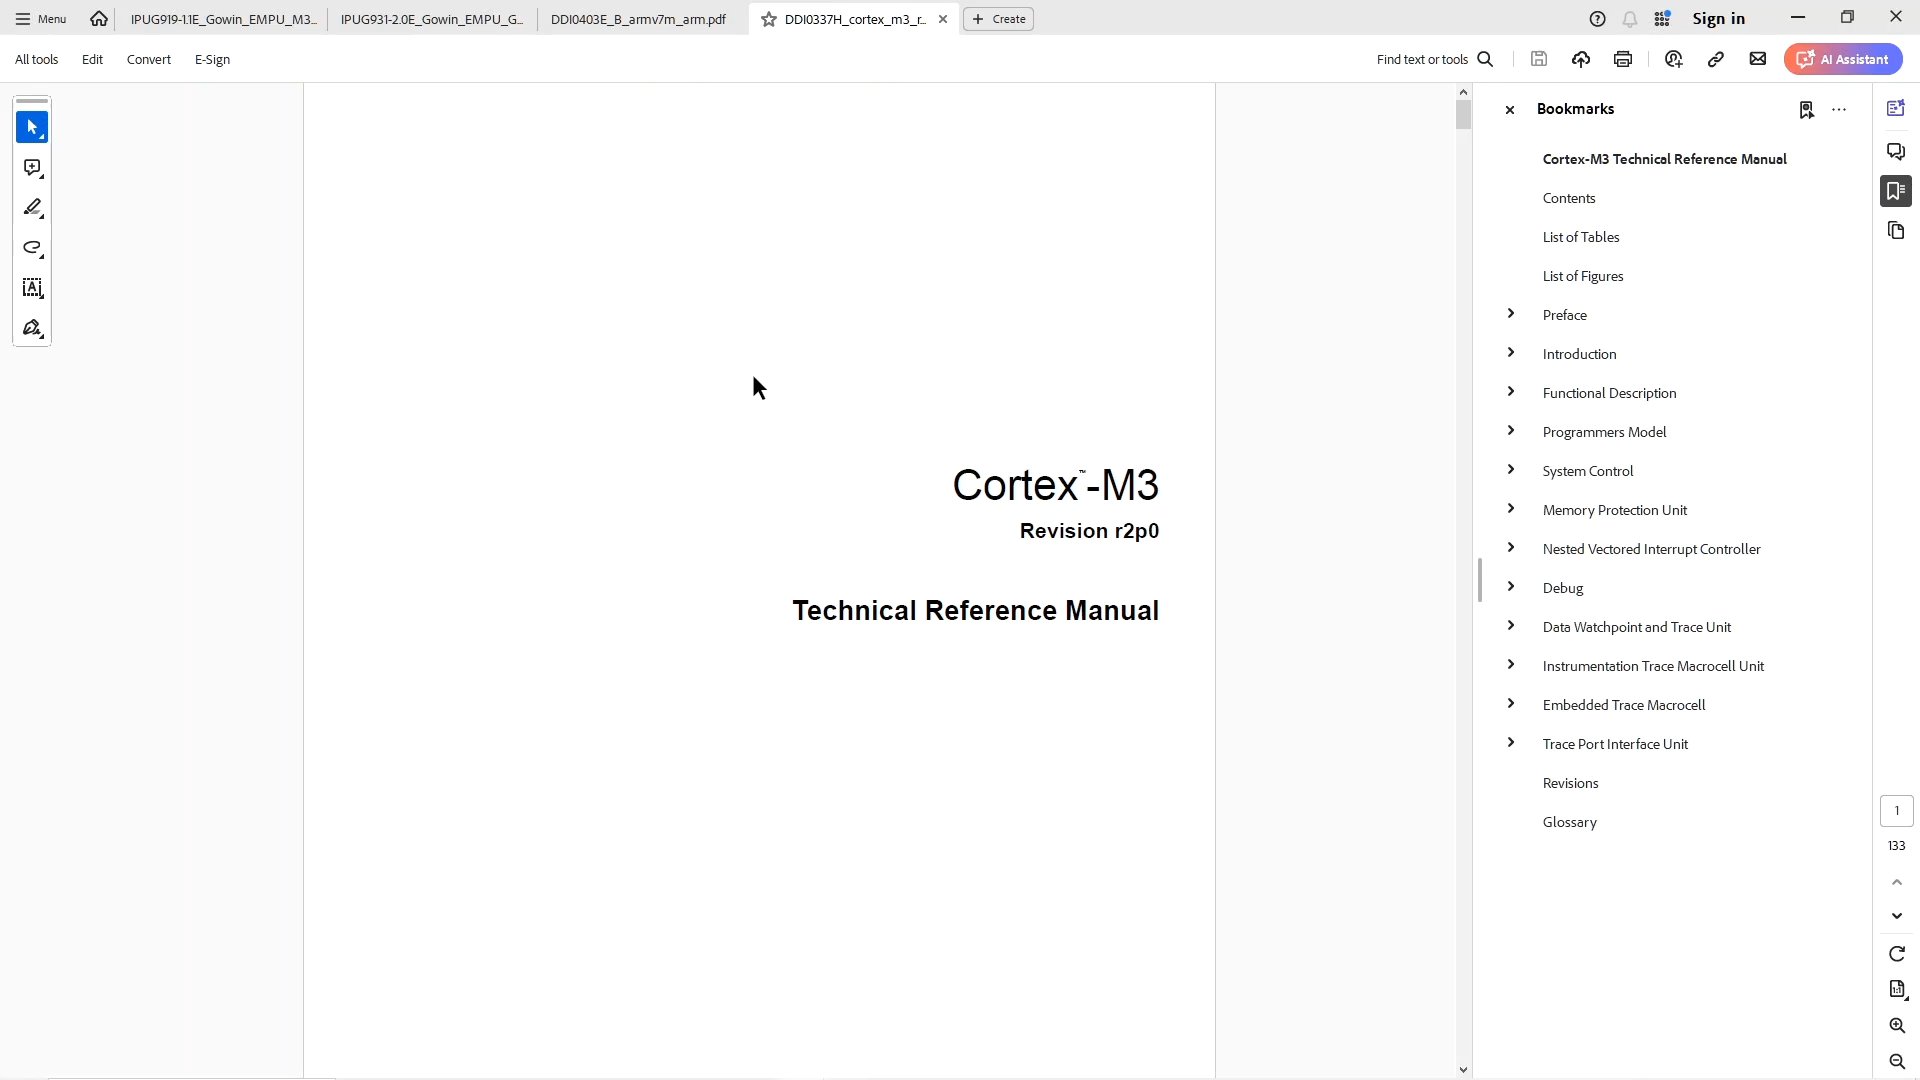 Menu
IPUG919-1.1E_Gowin_EMPU_M3...
IPUG931-2.0E_Gowin_EMPU_G...
DDI0403E_B_armv7m_arm.pdf
DDI0337H_cortex_m3_r...
Create
Sign in
All tools
Edit
Convert
E-Sign
Find text or tools
AI Assistant
Cortex™-M3
Revision r2p0
Technical Reference Manual
Bookmarks
Cortex-M3 Technical Reference Manual
Contents
List of Tables
List of Figures
Preface
Introduction
Functional Description
Programmers Model
System Control
Memory Protection Unit
Nested Vectored Interrupt Controller
Debug
Data Watchpoint and Trace Unit
Instrumentation Trace Macrocell Unit
Embedded Trace Macrocell
Trace Port Interface Unit
Revisions
Glossary
1
133